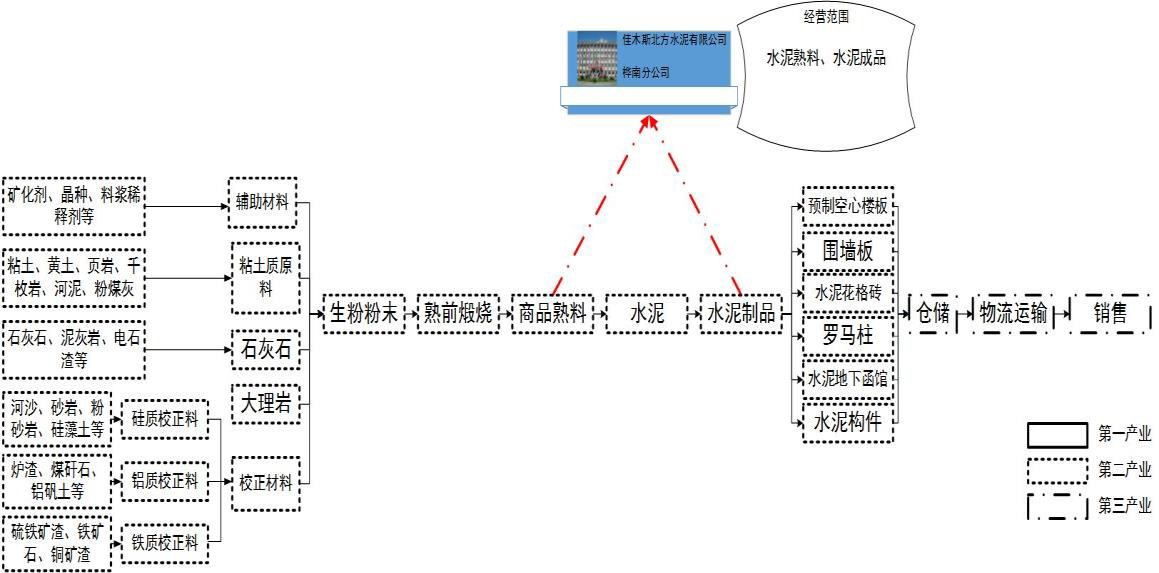 经营范围
水泥熟料、水泥成品
佳木斯北方水泥有限公司
桦南分公司
矿化剂、晶种、料浆稀
释剂等
辅助材料
粘土、黄土、页岩、千
枚岩、河泥、粉煤灰
粘土质原
料
石灰石、泥灰岩、电石
渣等
石灰石
大理岩
河沙、砂岩、粉
砂岩、硅藻土等
硅质校正料
炉渣、煤矸石、
铝矾土等
铝质校正料
校正材料
硫铁矿渣、铁矿
石、铜矿渣
铁质校正料
生粉粉末
熟前煅烧
商品熟料
水泥
水泥制品
预制空心楼板
围墙板
水泥花格砖
罗马柱
水泥地下函馆
水泥构件
仓储
物流运输
销售
第一产业
第二产业
第三产业